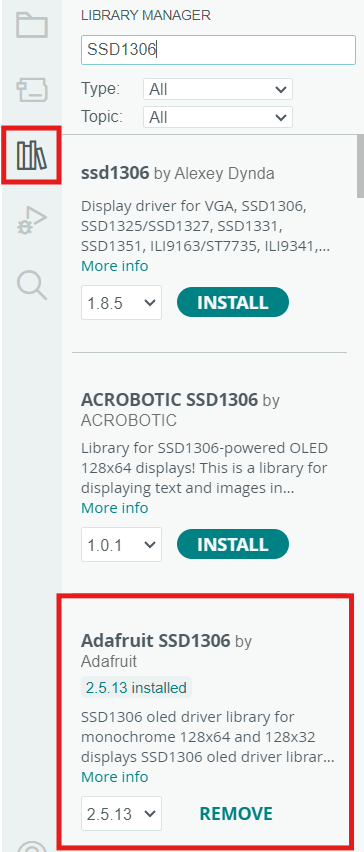 LIBRARY MANAGER
SSD1306
Type: All
Topic: All
ssd1306 by Alexey Dynda
Display driver for VGA, SSD1306,
SSD1325/SSD1327, SSD1331,
SSD1351, ILI9163/ST7735, ILI9341,...
More info
1.8.5 INSTALL
ACROBOTIC SSD1306 by
ACROBOTIC
Library for SSD1306-powered OLED
128x64 displays! This is a library for
displaying text and images in...
More info
1.0.1 INSTALL
Adafruit SSD1306 by
Adafruit
2.5.13 installed
SSD1306 oled driver library for
monochrome 128x64 and 128x32
displays SSD1306 oled driver librar...
More info
2.5.13 REMOVE